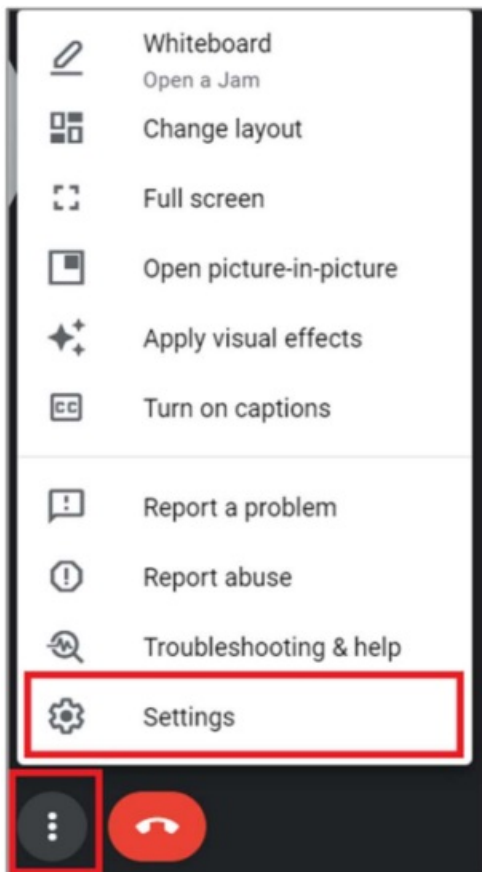 Whiteboard
Open a Jam
Change layout
Full screen
Open picture-in-picture
Apply visual effects
CC
Turn on captions
Report a problem
Report abuse
Troubleshooting & help
Settings